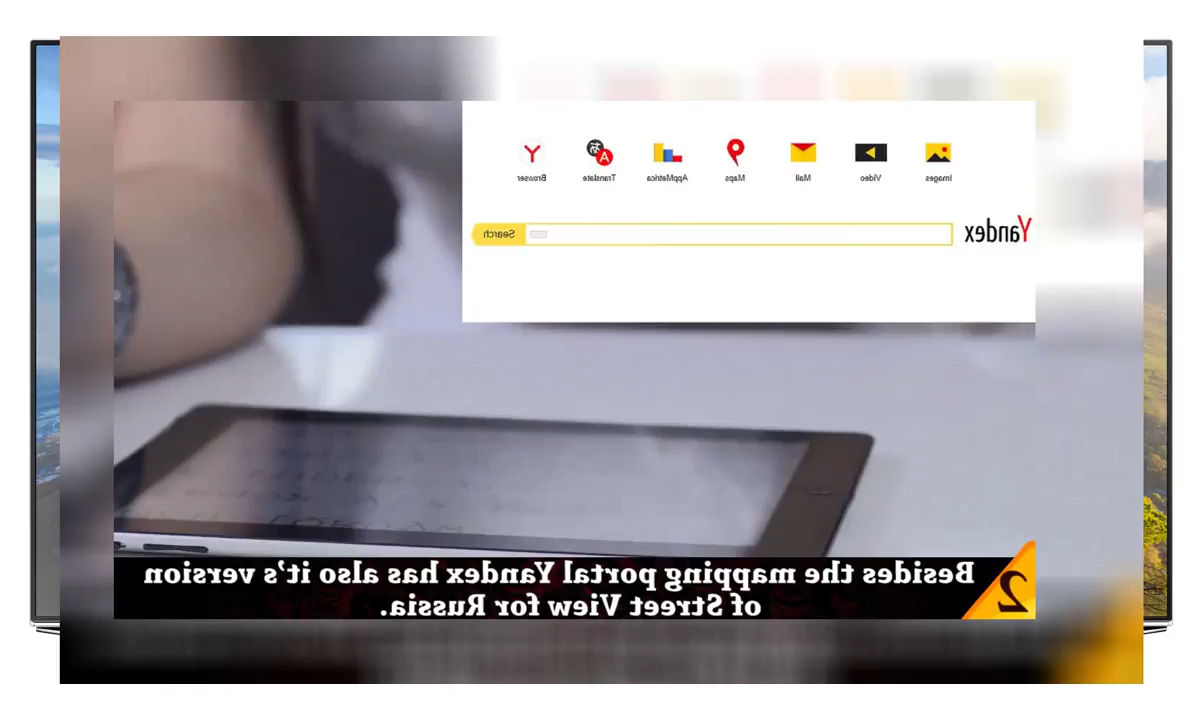 Browser Translate AppMetrica Maps Mail Video Images
Search
Yandex
Besides the mapping portal Yandex has also it's version
of Street View for Russia.
2